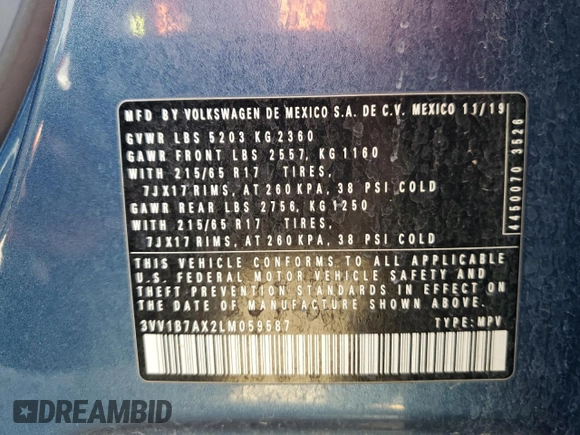 MFD BY VOLKSWAGEN DE MEXICO S.A. DE C.V. MEXICO 11/19
GVWR LBS 5203 KG 2360
GAWR FRONT LBS 2557, KG 1160
WITH 215/65 R17 TIRES,
7JX17 RIMS, AT 260 KPA, 38 PSI COLD
GAWR REAR LBS 2756, KG 1250
WITH 215/65 R17 TIRES,
7JX17 RIMS, AT 260 KPA, 38 PSI COLD
THIS VEHICLE CONFORMS TO ALL APPLICABLE
U.S. FEDERAL MOTOR VEHICLE SAFETY AND
THEFT PREVENTION STANDARDS IN EFFECT ON
THE DATE OF MANUFACTURE SHOWN ABOVE.
3VV1B7AX2LM059587 TYPE: MPV
4450070 3526
DREAMBID